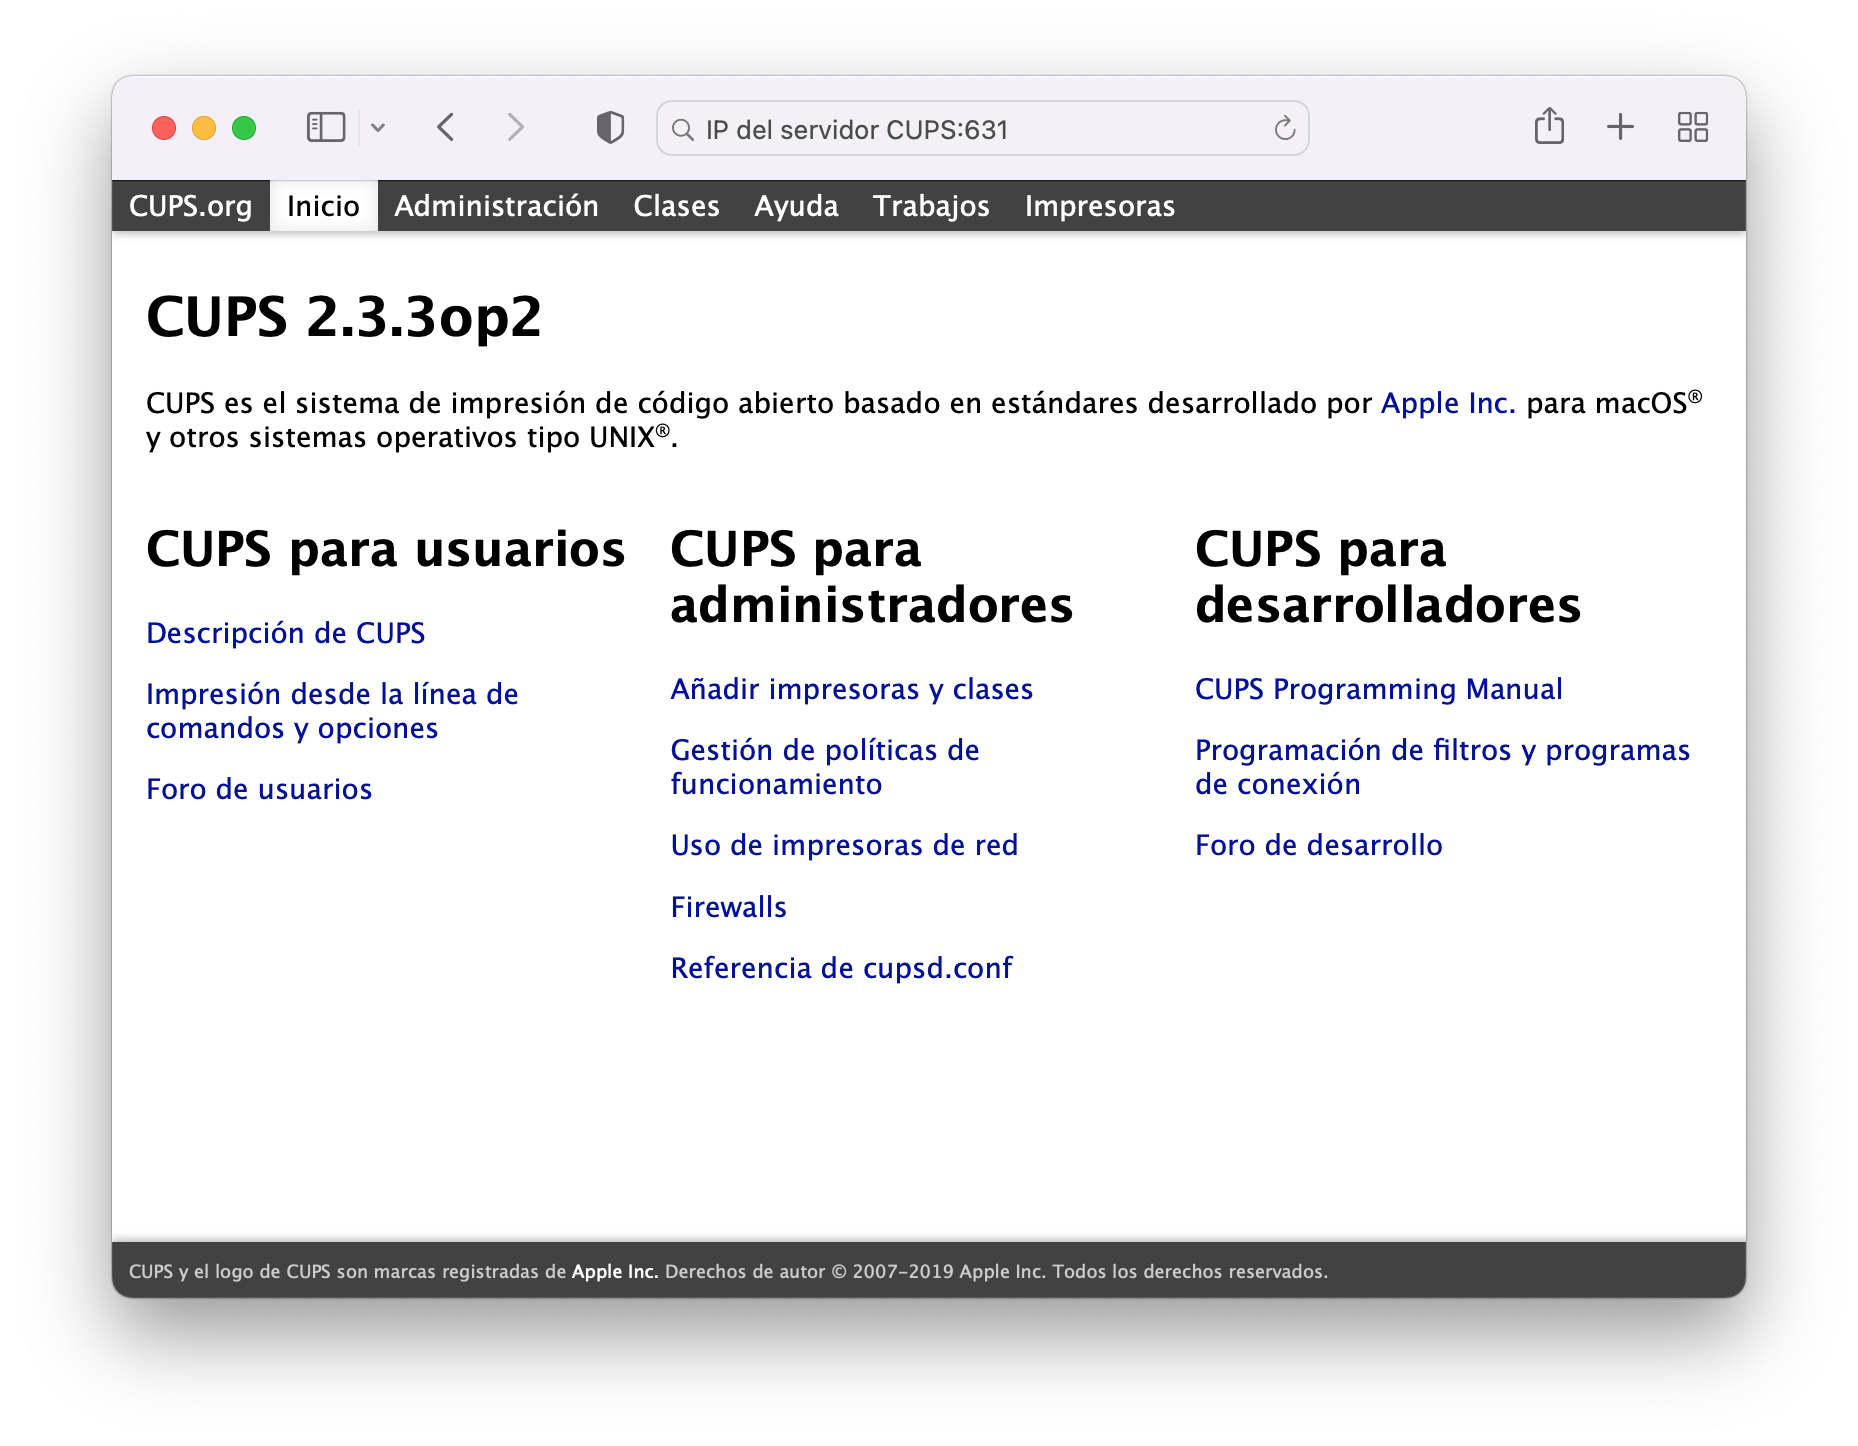 IP del servidor CUPS:631
CUPS.org Inicio Administración Clases Ayuda Trabajos Impresoras
CUPS 2.3.3op2
CUPS es el sistema de impresión de código abierto basado en estándares desarrollado por Apple Inc. para macOS®
y otros sistemas operativos tipo UNIX®.
CUPS para usuarios
Descripción de CUPS
Impresión desde la línea de
comandos y opciones
Foro de usuarios
CUPS para
administradores
Añadir impresoras y clases
Gestión de políticas de
funcionamiento
Uso de impresoras de red
Firewalls
Referencia de cupsd.conf
CUPS para
desarrolladores
CUPS Programming Manual
Programación de filtros y programas
de conexión
Foro de desarrollo
CUPS y el logo de CUPS son marcas registradas de Apple Inc. Derechos de autor © 2007-2019 Apple Inc. Todos los derechos reservados.